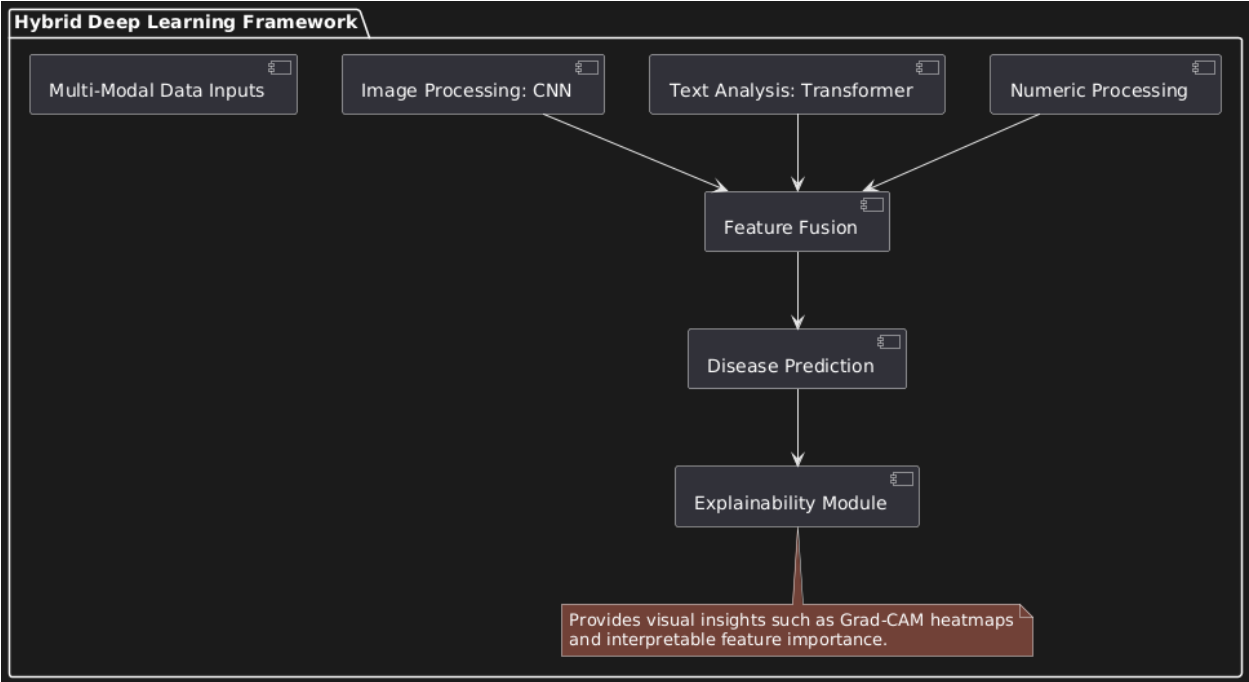 Hybrid Deep Learning Framework
Multi-Modal Data Inputs
Image Processing: CNN
Text Analysis: Transformer
Numeric Processing
Feature Fusion
Disease Prediction
Explainability Module
Provides visual insights such as Grad-CAM heatmaps
and interpretable feature importance.